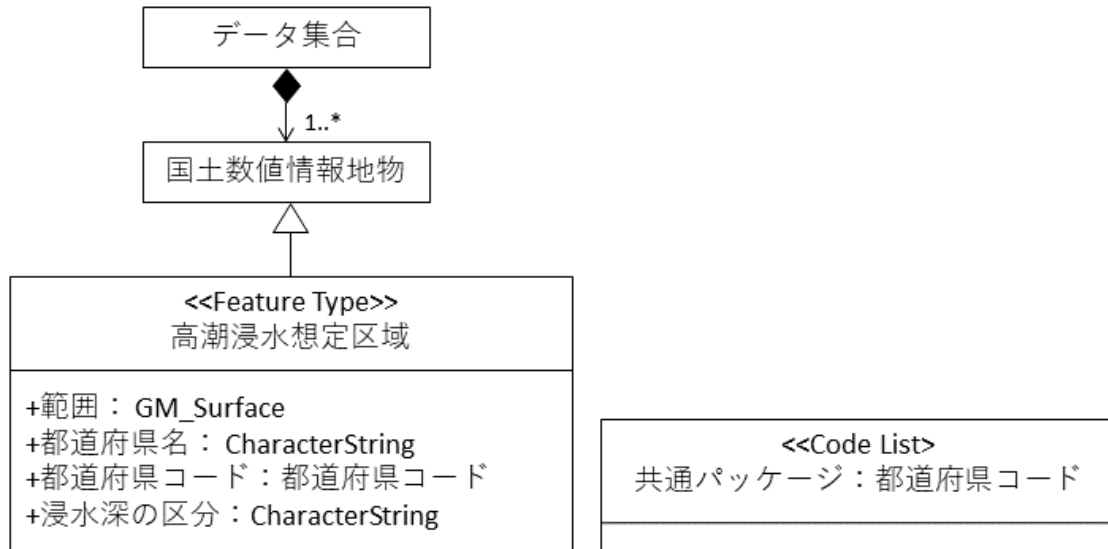 データ集合
1..*
国土数値情報地物
<<Feature Type>>
高潮浸水想定区域
+範囲： GM_Surface
+都道府県名： CharacterString
+都道府県コード：都道府県コード
+浸水深の区分：CharacterString
<<Code List>
共通パッケージ：都道府県コード